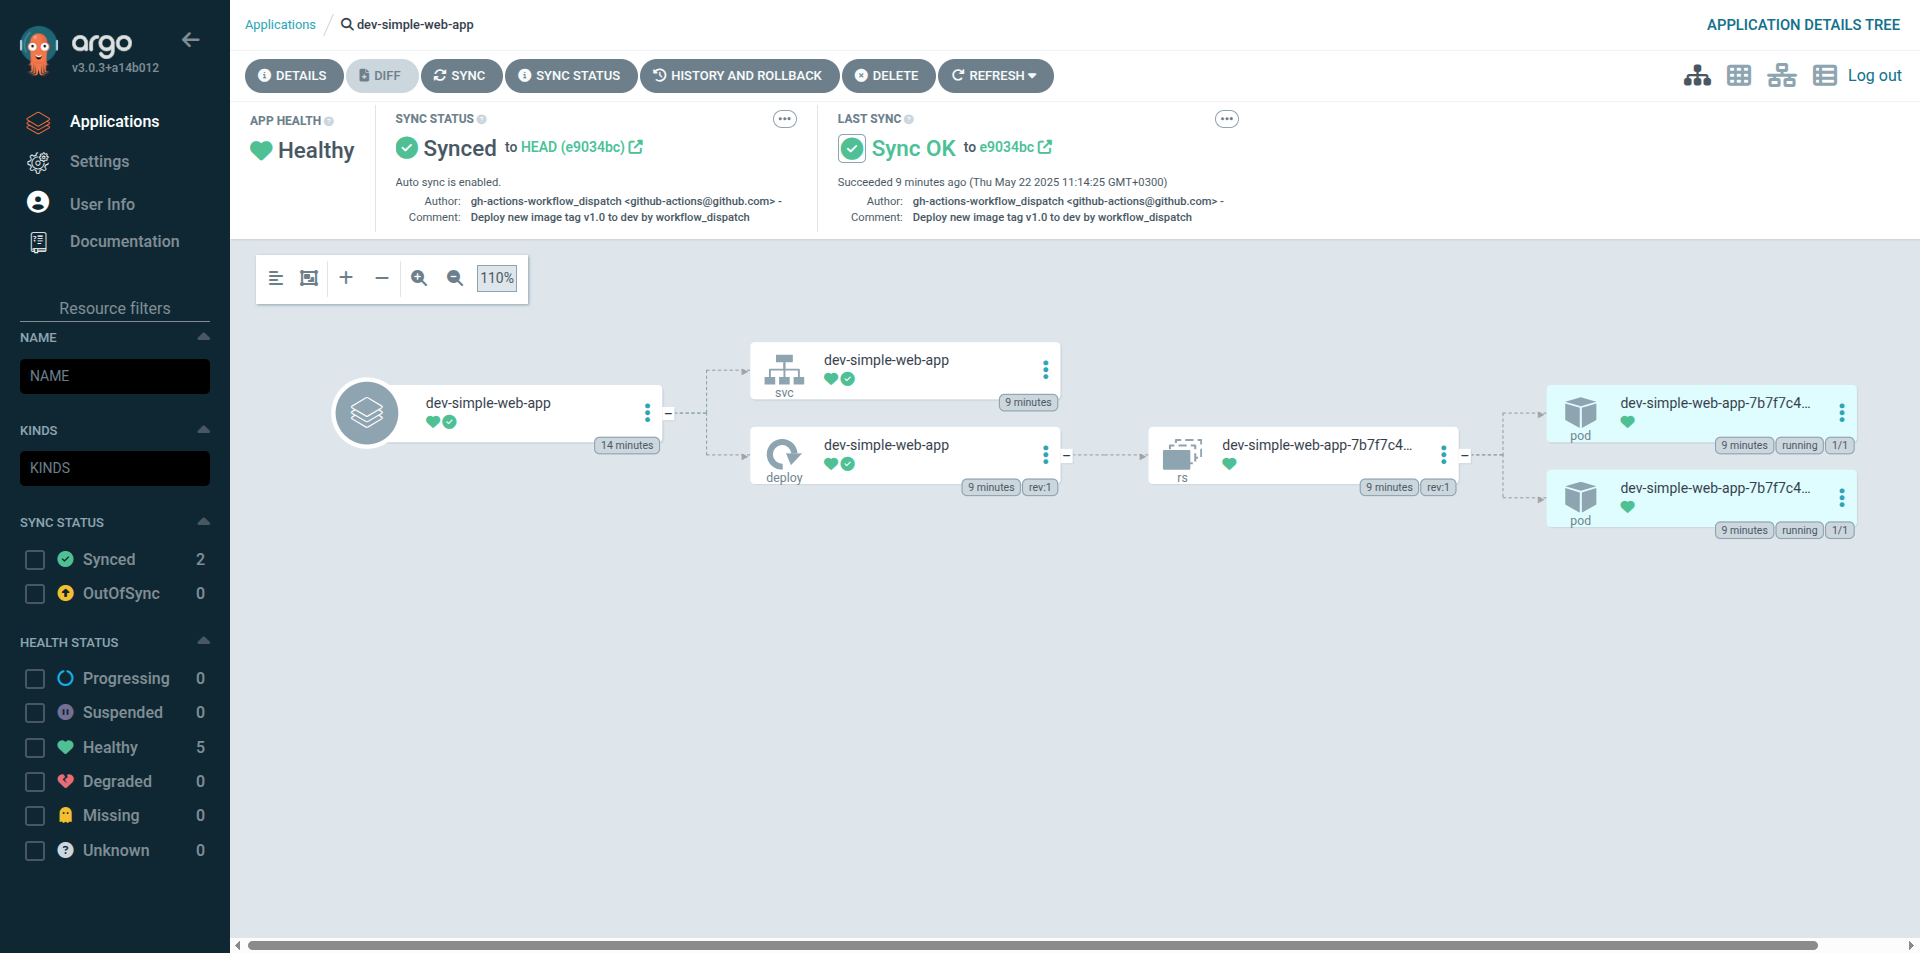 argo
v3.0.3+a14b012
Applications
Settings
User Info
Documentation
Resource filters
NAME
NAME
KINDS
KINDS
SYNC STATUS
Synced 2
OutOfSync 0
HEALTH STATUS
Progressing 0
Suspended 0
Healthy 5
Degraded 0
Missing 0
Unknown 0
Applications / dev-simple-web-app
APPLICATION DETAILS TREE
DETAILS DIFF SYNC SYNC STATUS HISTORY AND ROLLBACK DELETE REFRESH
Log out
APP HEALTH
Healthy
SYNC STATUS
Synced to HEAD (e9034bc)
Auto sync is enabled.
Author: gh-actions-workflow_dispatch <github-actions@github.com> -
Comment: Deploy new image tag v1.0 to dev by workflow_dispatch
LAST SYNC
Sync OK to e9034bc
Succeeded 9 minutes ago (Thu May 22 2025 11:14:25 GMT+0300)
Author: gh-actions-workflow_dispatch <github-actions@github.com> -
Comment: Deploy new image tag v1.0 to dev by workflow_dispatch
110%
dev-simple-web-app
14 minutes
dev-simple-web-app
svc
9 minutes
dev-simple-web-app
deploy
9 minutes rev:1
dev-simple-web-app-7b7f7c4...
rs
9 minutes rev:1
dev-simple-web-app-7b7f7c4...
pod
9 minutes running 1/1
dev-simple-web-app-7b7f7c4...
pod
9 minutes running 1/1